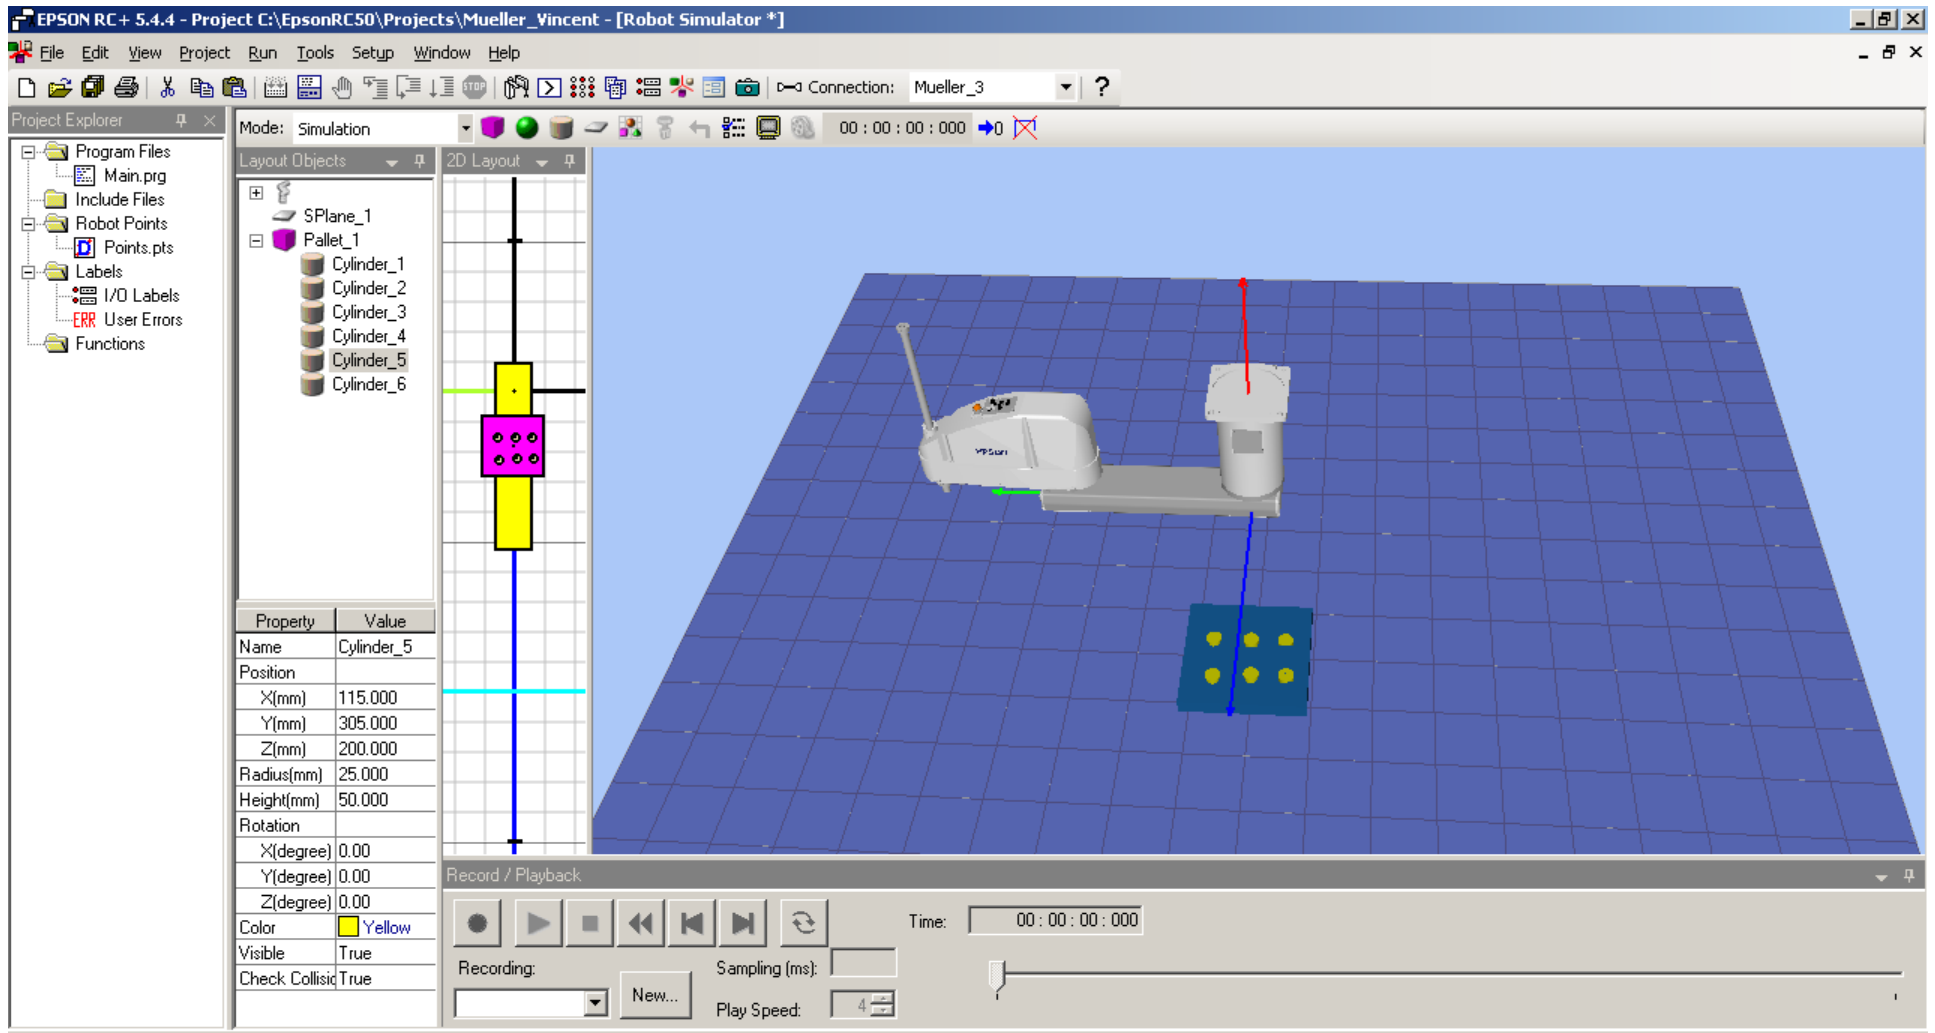 EPSON RC+ 5.4.4 - Project C:\EpsonRC50\Projects\Mueller_Vincent - [Robot Simulator *]
File Edit View Project Run Tools Setup Window Help
STOP Connection: Mueller_3 ?
Project Explorer
Program Files
Main.prg
Include Files
Robot Points
Points.pts
Labels
I/O Labels
ERR User Errors
Functions
Mode: Simulation 00 : 00 : 00 : 000 0
Layout Objects
SPlane_1
Pallet_1
Cylinder_1
Cylinder_2
Cylinder_3
Cylinder_4
Cylinder_5
Cylinder_6
Property Value
Name Cylinder_5
Position
X(mm) 115.000
Y(mm) 305.000
Z(mm) 200.000
Radius(mm) 25.000
Height(mm) 50.000
Rotation
X(degree) 0.00
Y(degree) 0.00
Z(degree) 0.00
Color Yellow
Visible True
Check Collisio True
2D Layout
Record / Playback
Time: 00 : 00 : 00 : 000
Recording:
New...
Sampling (ms):
Play Speed: 4